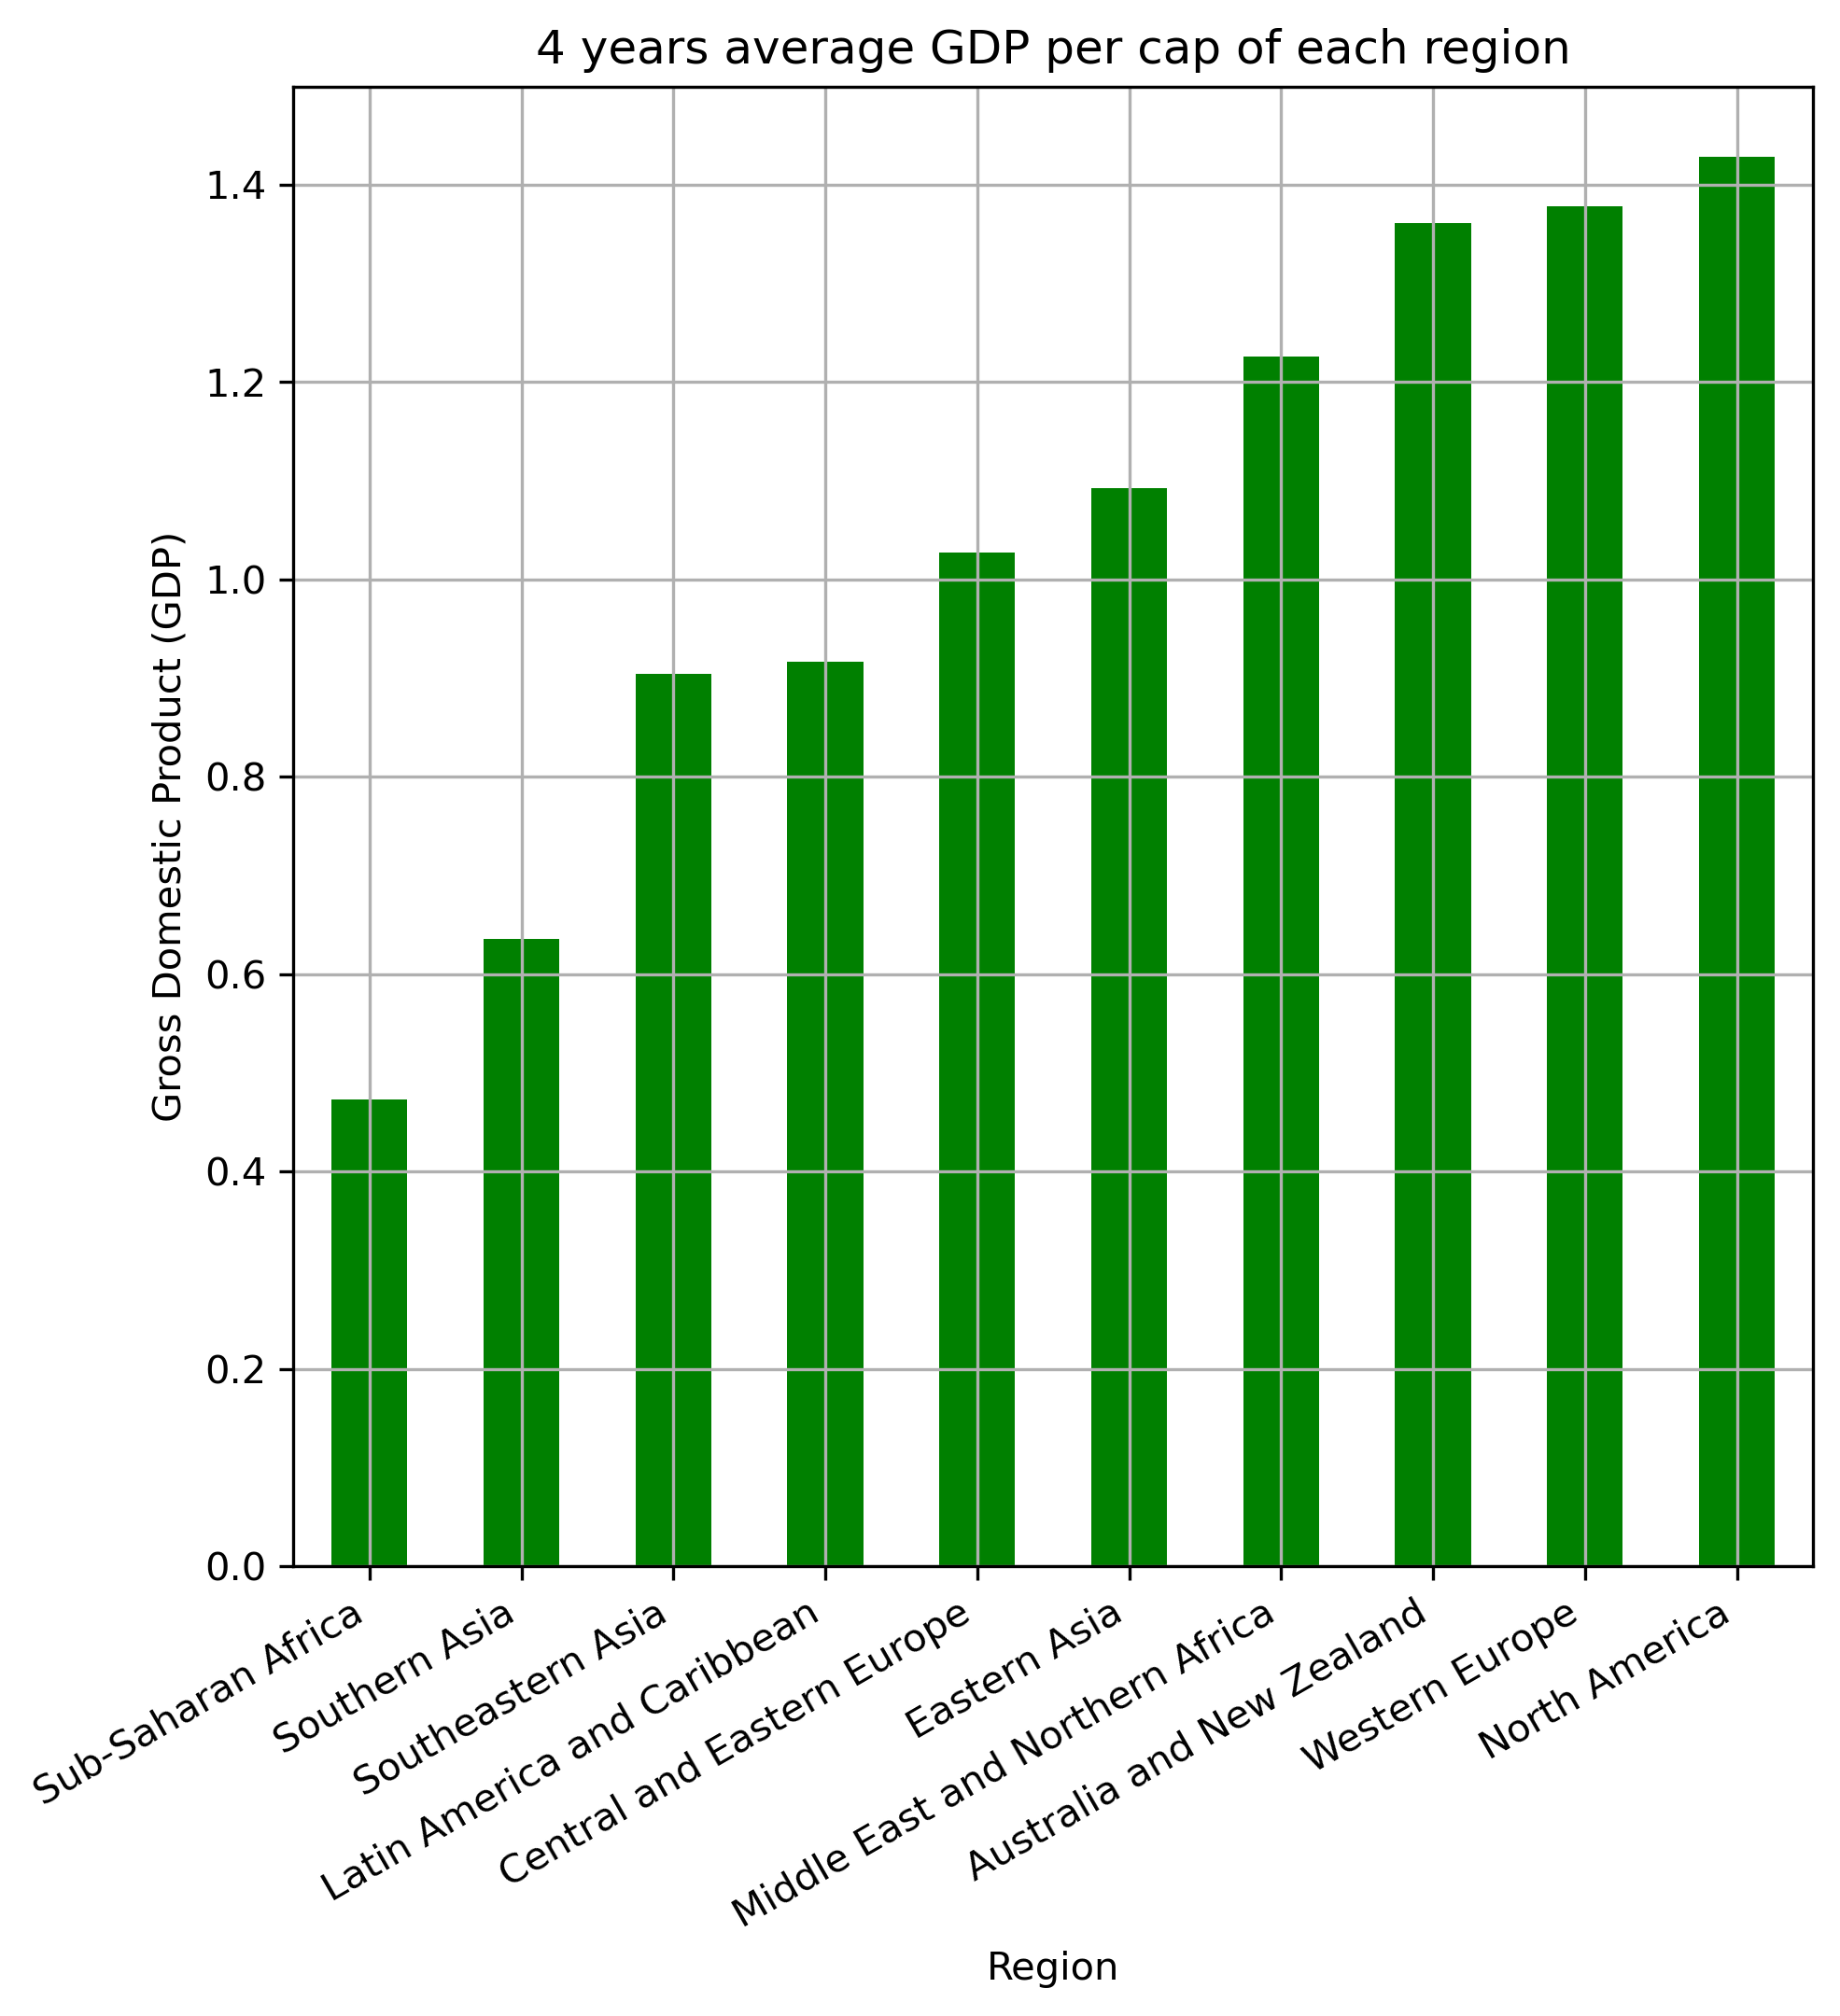 4 years average GDP per cap of each region
Gross Domestic Product (GDP)
1.4
1.2
1.0
0.8
0.6
0.4
0.2
0.0
Sub-Saharan Africa
Southern Asia
Southeastern Asia
Latin America and Caribbean
Central and Eastern Europe
Eastern Asia
Middle East and Northern Africa
Australia and New Zealand
Western Europe
North America
Region